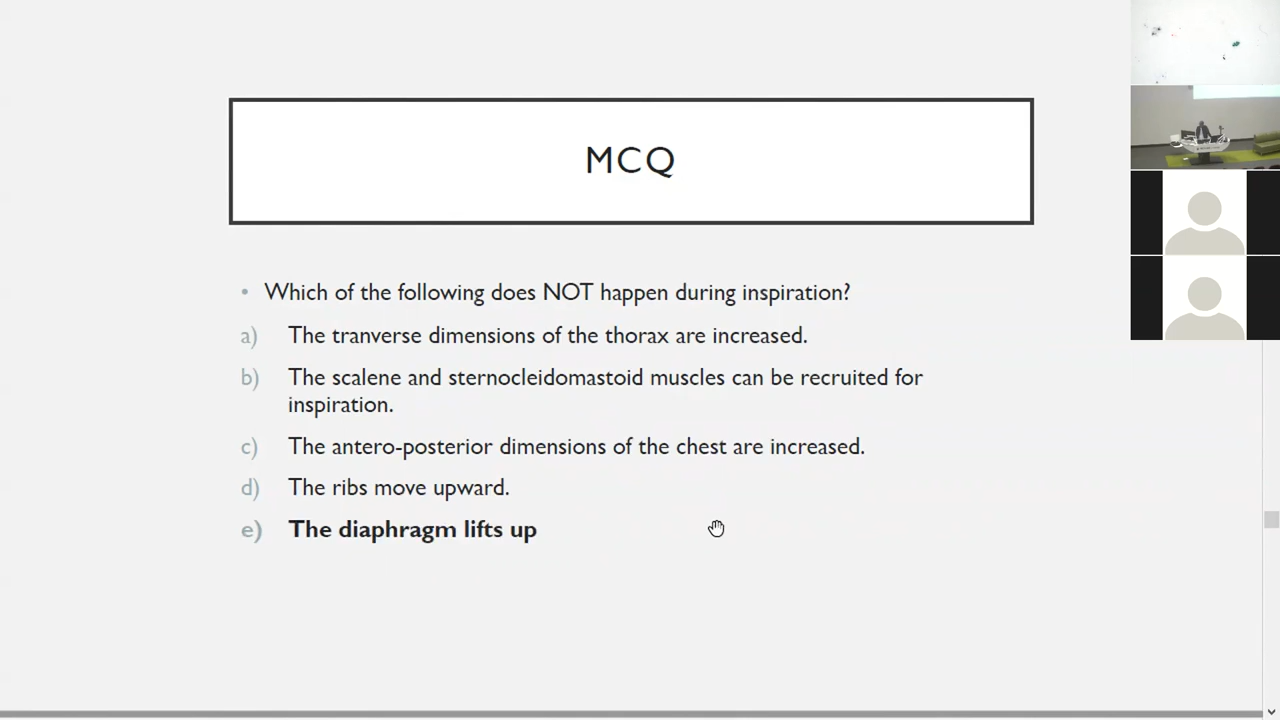 MCQ
• Which of the following does NOT happen during inspiration?
a) The tranverse dimensions of the thorax are increased.
b) The scalene and sternocleidomastoid muscles can be recruited for
inspiration.
c) The antero-posterior dimensions of the chest are increased.
d) The ribs move upward.
e) The diaphragm lifts up